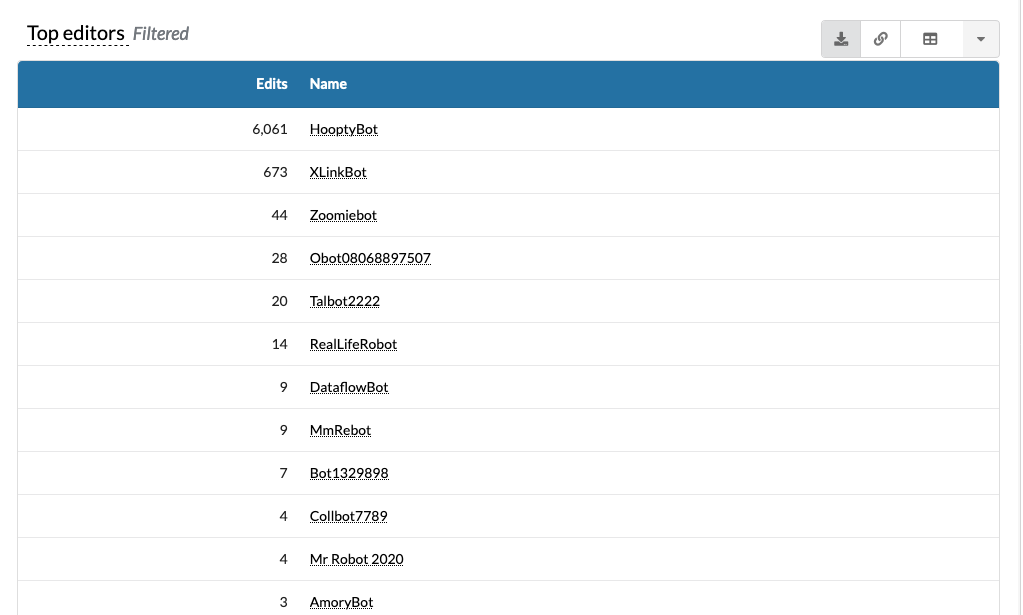 Top editors Filtered
Edits Name
6,061 HooptyBot
673 XLinkBot
44 Zoomiebot
28 Obot08068897507
20 Talbot2222
14 RealLifeRobot
9 DataflowBot
9 MmRebot
7 Bot1329898
4 Collbot7789
4 Mr Robot 2020
3 AmoryBot